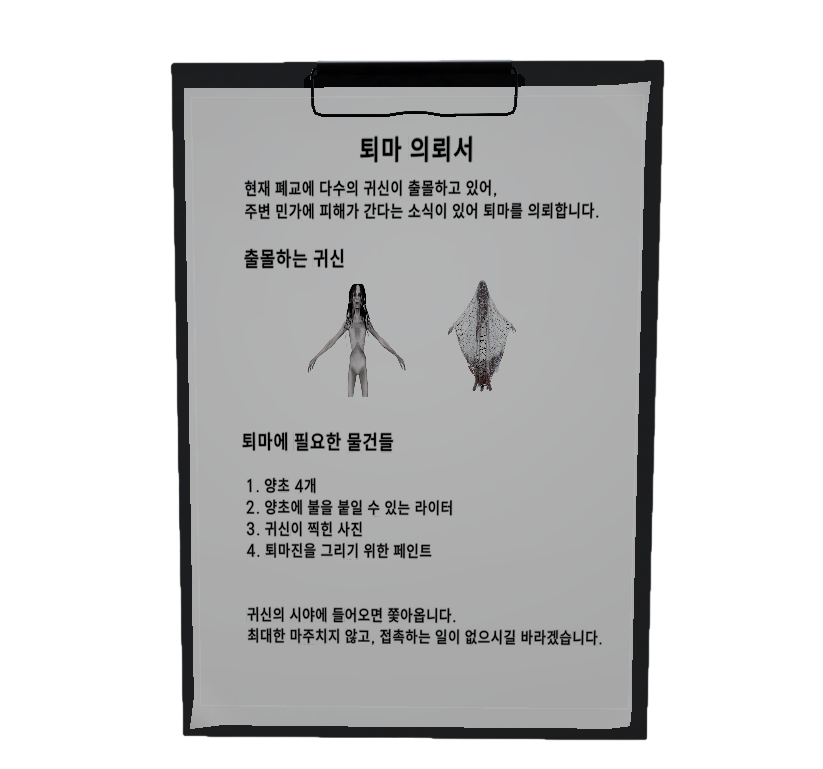 퇴마 의뢰서
현재 폐교에 다수의 귀신이 출몰하고 있어,
주변 민가에 피해가 간다는 소식이 있어 퇴마를 의뢰합니다.
출몰하는 귀신
퇴마에 필요한 물건들
1. 양초 4개
2. 양초에 불을 붙일 수 있는 라이터
3. 귀신이 찍힌 사진
4. 퇴마진을 그리기 위한 페인트
귀신의 시야에 들어오면 쫓아옵니다.
최대한 마주치지 않고, 접촉하는 일이 없으시길 바라겠습니다.